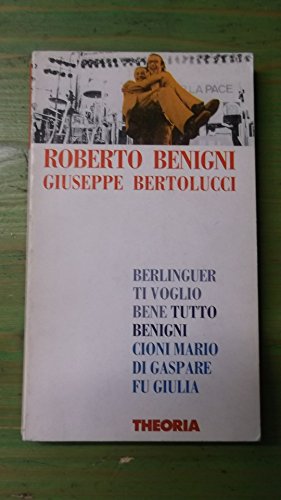 LA PACE
ROBERTO BENIGNI
GIUSEPPE BERTOLUCCI
BERLINGUER
TI VOGLIO
BENE TUTTO
BENIGNI
CIONI MARIO
DI GASPARE
FU GIULIA
THEORIA